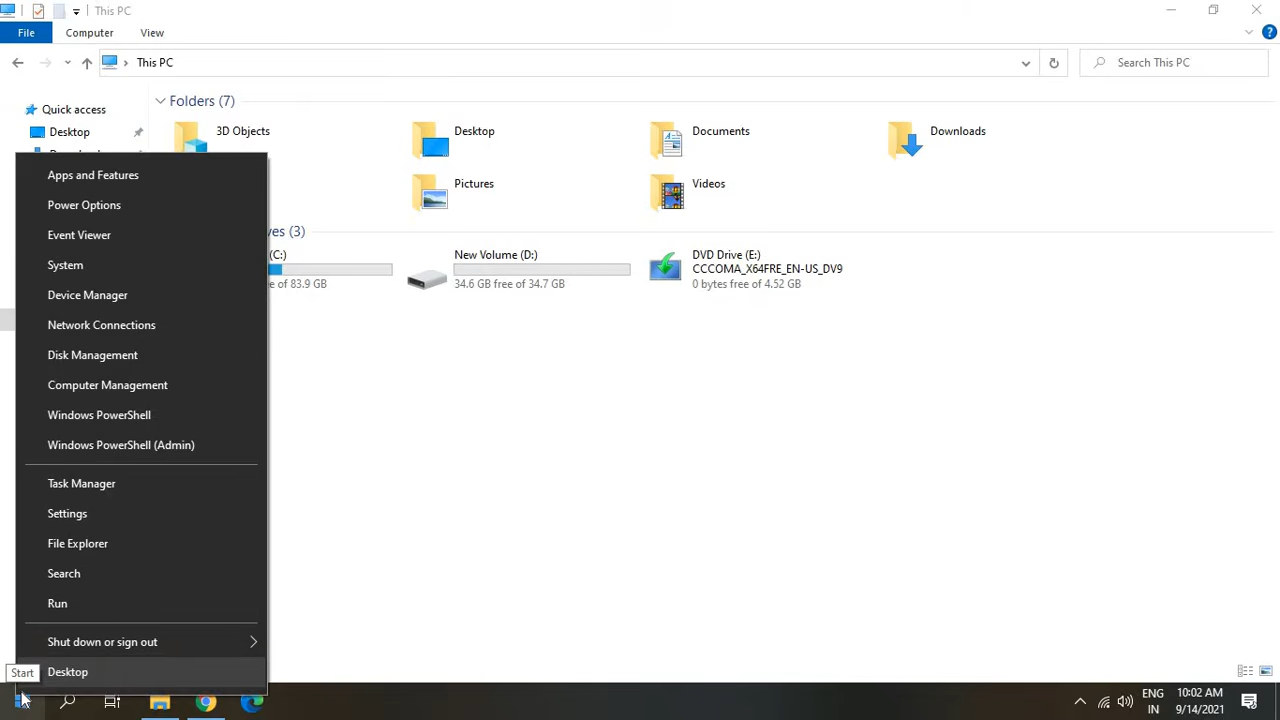 This PC
File
Computer
View
This PC
Search This PC
Quick access
Desktop
Folders (7)
3D Objects
Desktop
Documents
Downloads
Pictures
Videos
ves (3)
(C:)
e of 83.9 GB
New Volume (D:)
34.6 GB free of 34.7 GB
DVD Drive (E:)
CCCOMA_X64FRE_EN-US_DV9
0 bytes free of 4.52 GB
Apps and Features
Power Options
Event Viewer
System
Device Manager
Network Connections
Disk Management
Computer Management
Windows PowerShell
Windows PowerShell (Admin)
Task Manager
Settings
File Explorer
Search
Run
Shut down or sign out
Desktop
Start
ENG
IN
10:02 AM
9/14/2021